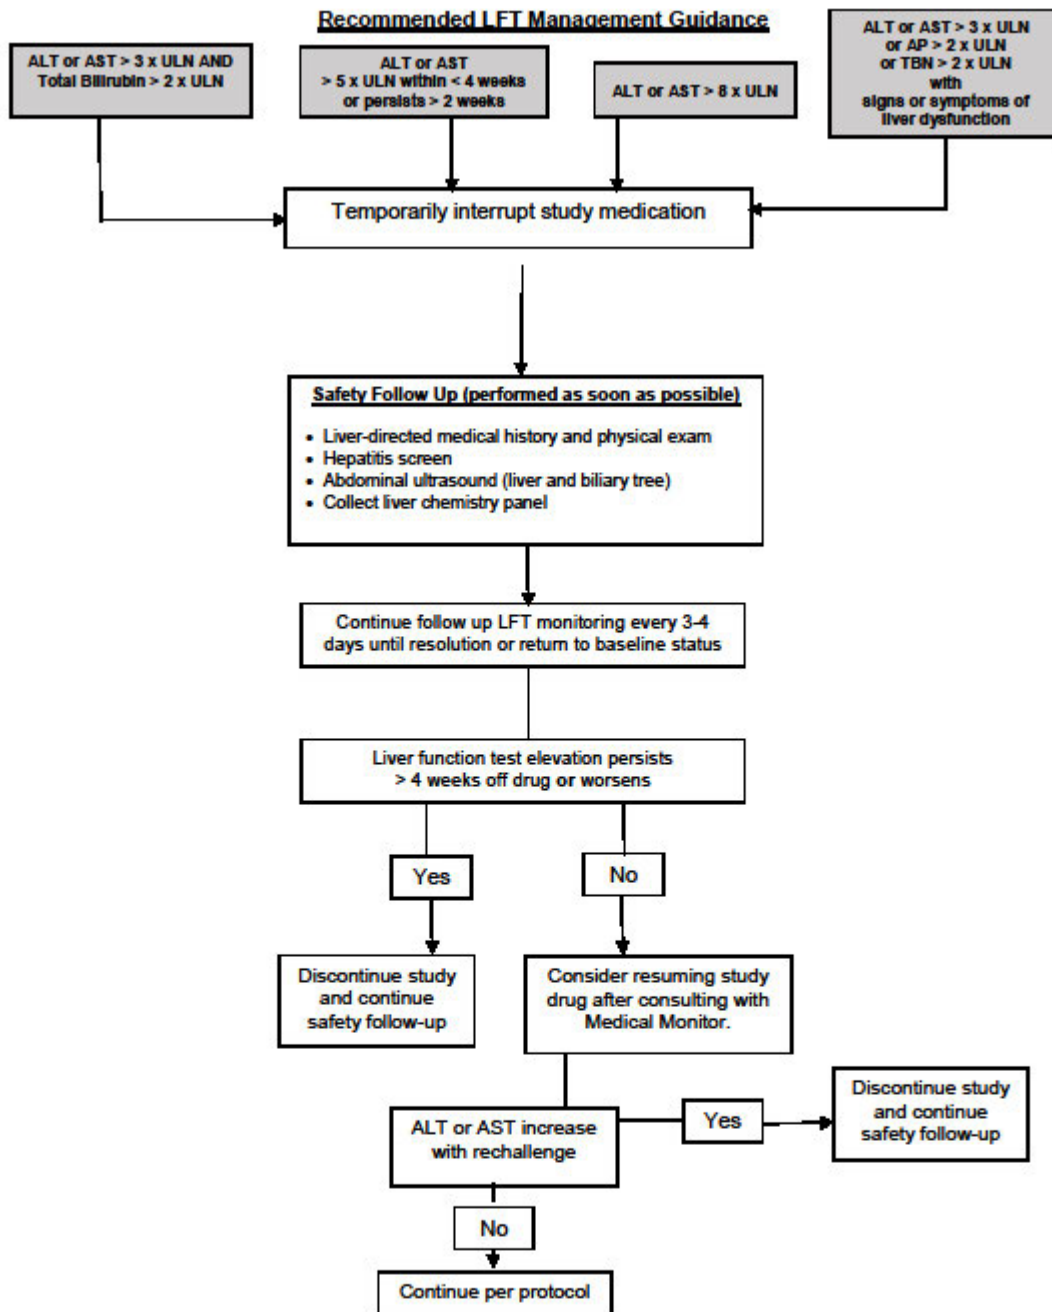 Recommended LFT Management Guidance
ALT or AST > 3 x ULN AND
Total Bilirubin > 2 x ULN
ALT or AST
> 5 x ULN within < 4 weeks
or persists > 2 weeks
ALT or AST > 8 x ULN
ALT or AST > 3 x ULN
or AP > 2 x ULN
or TBN > 2 x ULN
with
signs or symptoms of
liver dysfunction
Temporarily interrupt study medication
Safety Follow Up (performed as soon as possible)
• Liver-directed medical history and physical exam
• Hepatitis screen
• Abdominal ultrasound (liver and biliary tree)
• Collect liver chemistry panel
Continue follow up LFT monitoring every 3-4
days until resolution or return to baseline status
Liver function test elevation persists
> 4 weeks off drug or worsens
Yes
No
Discontinue study
and continue
safety follow-up
Consider resuming study
drug after consulting with
Medical Monitor.
ALT or AST increase
with rechallenge
Yes
Discontinue study
and continue
safety follow-up
No
Continue per protocol